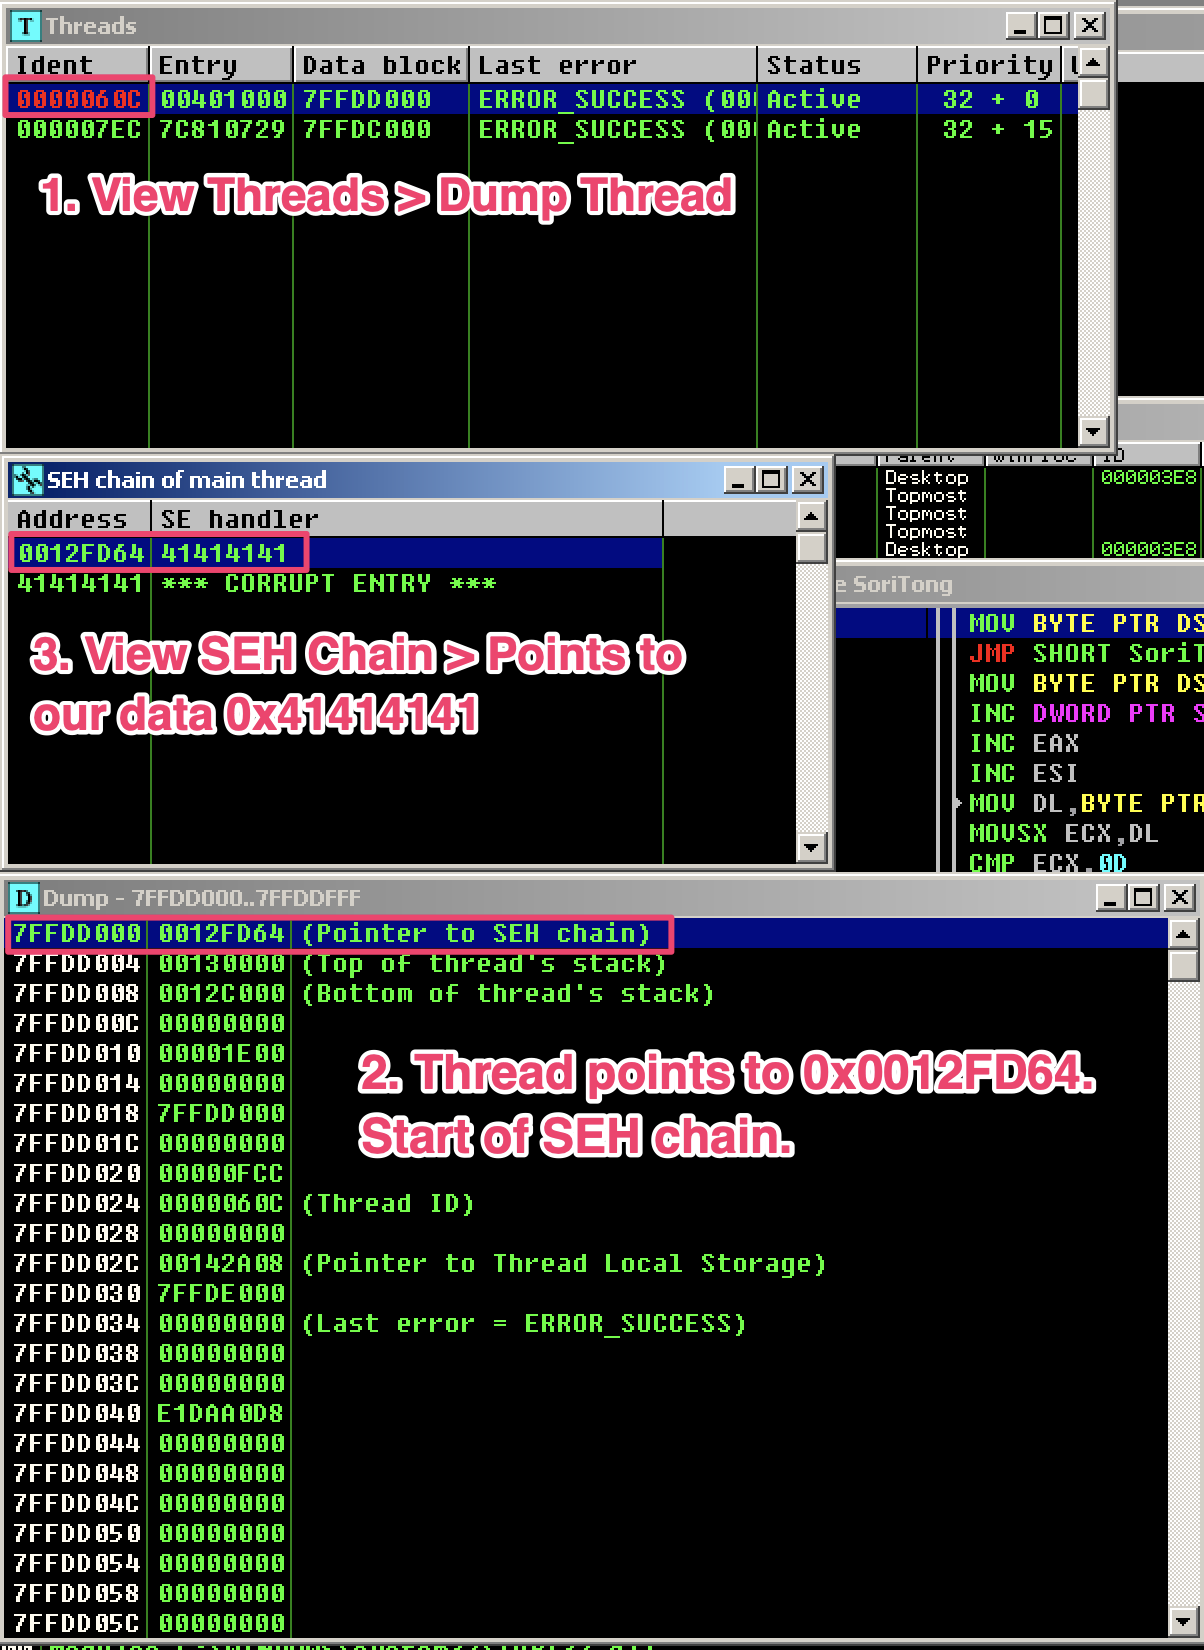 Threads
Ident Entry Data block Last error Status Priority
0000060C 00401000 7FFDD000 ERROR_SUCCESS (00 Active 32 + 0
000007EC 7C810729 7FFDC000 ERROR_SUCCESS (00 Active 32 + 15
1. View Threads > Dump Thread
SEH chain of main thread
Address SE handler
0012FD64 41414141
41414141 *** CORRUPT ENTRY ***
3. View SEH Chain > Points to
our data 0x41414141
Parent WinProc ID
Desktop 000003E8
Topmost
Topmost
Topmost
Desktop 000003E8
e SoriTong
MOV BYTE PTR DS
JMP SHORT SoriT
MOV BYTE PTR DS
INC DWORD PTR S
INC EAX
INC ESI
MOV DL,BYTE PTR
MOVSX ECX,DL
CMP ECX,0D
Dump - 7FFDD000..7FFDDFFF
7FFDD000 0012FD64 (Pointer to SEH chain)
7FFDD004 00130000 (Top of thread's stack)
7FFDD008 0012C000 (Bottom of thread's stack)
7FFDD00C 00000000
7FFDD010 00001E00
7FFDD014 00000000
7FFDD018 7FFDD000
7FFDD01C 00000000
7FFDD020 00000FCC
7FFDD024 0000060C (Thread ID)
7FFDD028 00000000
7FFDD02C 00142A08 (Pointer to Thread Local Storage)
7FFDD030 7FFDE000
7FFDD034 00000000 (Last error = ERROR_SUCCESS)
7FFDD038 00000000
7FFDD03C 00000000
7FFDD040 E1DAA0D8
7FFDD044 00000000
7FFDD048 00000000
7FFDD04C 00000000
7FFDD050 00000000
7FFDD054 00000000
7FFDD058 00000000
7FFDD05C 00000000
2. Thread points to 0x0012FD64.
Start of SEH chain.